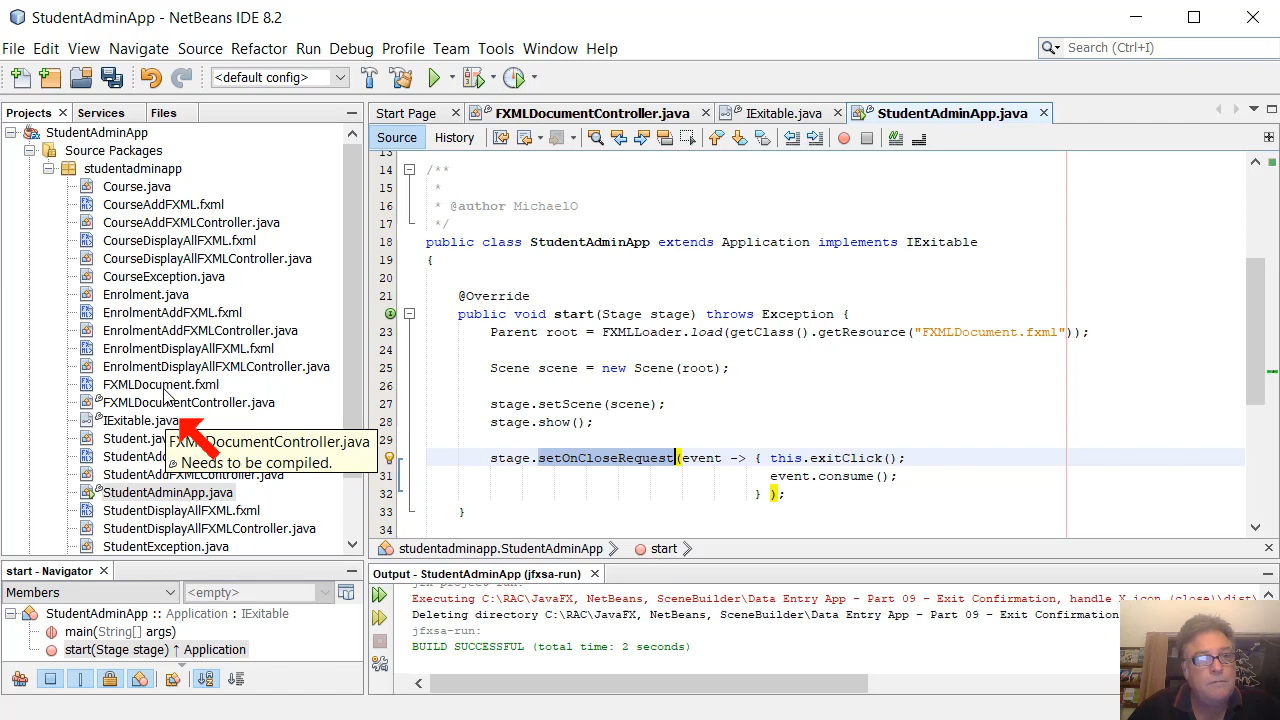 StudentAdminApp - NetBeans IDE 8.2
File Edit View Navigate Source Refactor Run Debug Profile Team Tools Window Help
Search (Ctrl+I)
<default config>
Projects Services Files
StudentAdminApp
Source Packages
studentadminapp
Course.java
CourseAddFXML.fxml
CourseAddFXMLController.java
CourseDisplayAllFXML.fxml
CourseDisplayAllFXMLController.java
CourseException.java
Enrolment.java
EnrolmentAddFXML.fxml
EnrolmentAddFXMLController.java
EnrolmentDisplayAllFXML.fxml
EnrolmentDisplayAllFXMLController.java
FXMLDocument.fxml
FXMLDocumentController.java
IExitable.java
Student.java
FXMLDocumentController.java
Needs to be compiled.
StudentAdminApp.java
StudentDisplayAllFXML.fxml
StudentDisplayAllFXMLController.java
StudentException.java
start - Navigator
Members <empty>
StudentAdminApp :: Application : IExitable
main(String[] args)
start(Stage stage) ↑ Application
Start Page FXMLDocumentController.java IExitable.java StudentAdminApp.java
Source History
13
14 /**
15 *
16 * @author MichaelO
17 */
18 public class StudentAdminApp extends Application implements IExitable
19 {
20
21 @Override
public void start(Stage stage) throws Exception {
23 Parent root = FXMLLoader.load(getClass().getResource("FXMLDocument.fxml"));
24
25 Scene scene = new Scene(root);
26
27 stage.setScene(scene);
28 stage.show();
29
stage.setOnCloseRequest(event -> { this.exitClick();
31 event.consume();
32 } );
33 }
34
studentadminapp.StudentAdminApp start
Output - StudentAdminApp (jfxsa-run)
Executing C:\RAC\JavaFX, NetBeans, SceneBuilder\Data Entry App - Part 09 - Exit Confirmation, handle X icon (close)\dist\
Deleting directory C:\RAC\JavaFX, NetBeans, SceneBuilder\Data Entry App - Part 09 - Exit Confirmation,
jfxsa-run:
BUILD SUCCESSFUL (total time: 2 seconds)